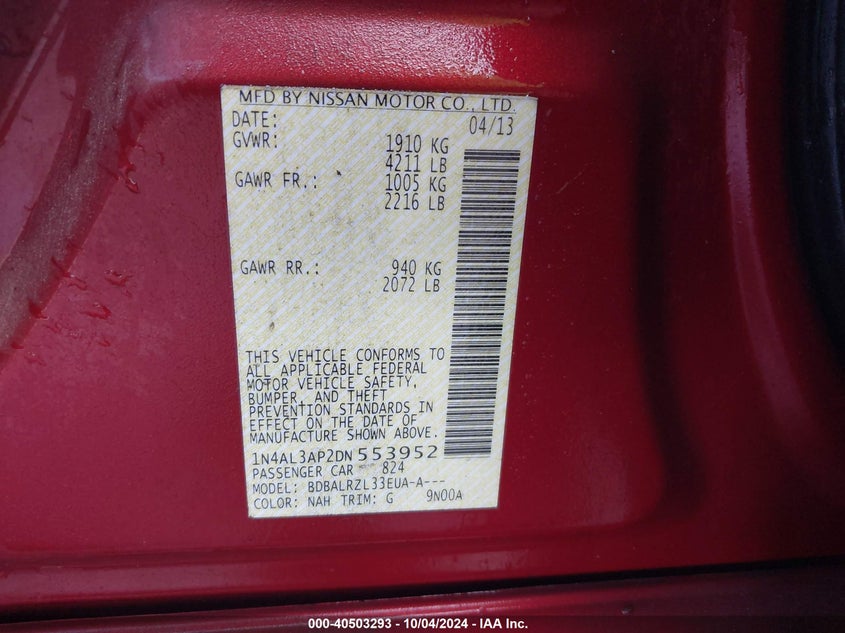 MFD BY NISSAN MOTOR CO., LTD.
DATE: 04/13
GVWR: 1910 KG
4211 LB
GAWR FR.: 1005 KG
2216 LB
GAWR RR.: 940 KG
2072 LB
THIS VEHICLE CONFORMS TO
ALL APPLICABLE FEDERAL
MOTOR VEHICLE SAFETY,
BUMPER, AND THEFT
PREVENTION STANDARDS IN
EFFECT ON THE DATE OF
MANUFACTURE SHOWN ABOVE.
1N4AL3AP2DN 553952
PASSENGER CAR 824
MODEL: BDBALRZL33EUA-A---
COLOR: NAH TRIM: G 9N00A
000-40503293 - 10/04/2024 - IAA Inc.